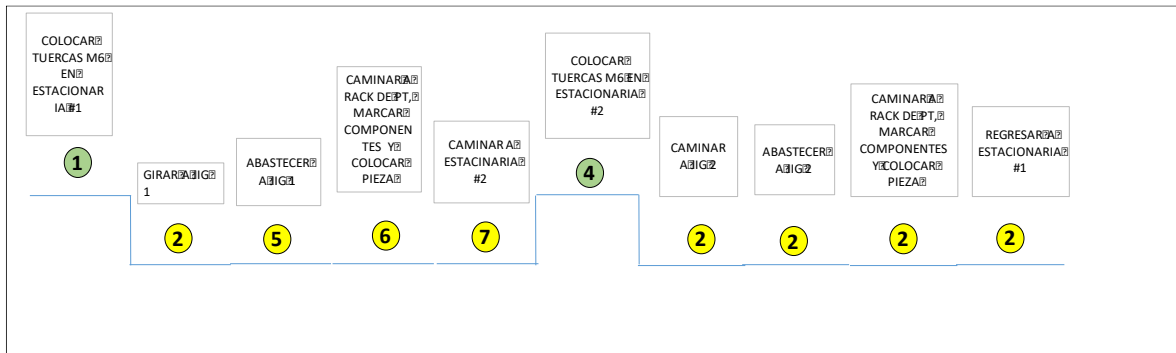 COLOCAR⍰
TUERCAS M6⍰
EN⍰
ESTACIONAR
IA⍰#1
1
GIRAR⍰A⍰JIG⍰
1
2
ABASTECER⍰
A⍰JIG⍰1
5
CAMINAR⍰A⍰
RACK DE⍰PT,⍰
MARCAR⍰
COMPONEN
TES Y⍰
COLOCAR⍰
PIEZA⍰
6
CAMINAR A⍰
ESTACINARIA⍰
#2
7
COLOCAR⍰
TUERCAS M6⍰EN⍰
ESTACIONARIA⍰
#2
4
CAMINAR⍰
A⍰JIG⍰2
2
ABASTECER⍰
A⍰JIG⍰2
2
CAMINAR⍰A⍰
RACK DE⍰PT,⍰
MARCAR⍰
COMPONENTES⍰
Y⍰COLOCAR⍰
PIEZA⍰
2
REGRESAR⍰A⍰
ESTACIONARIA⍰
#1
2